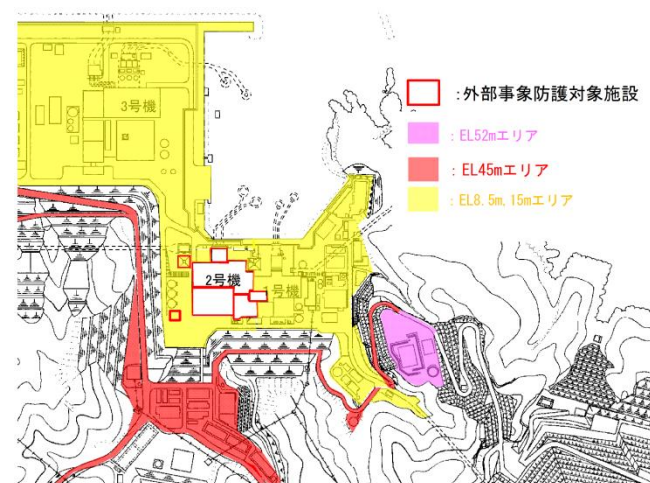 3号機
: 外部事象防護対象施設
: EL52mエリア
: EL45mエリア
: EL8.5m,15mエリア
2号機
号機